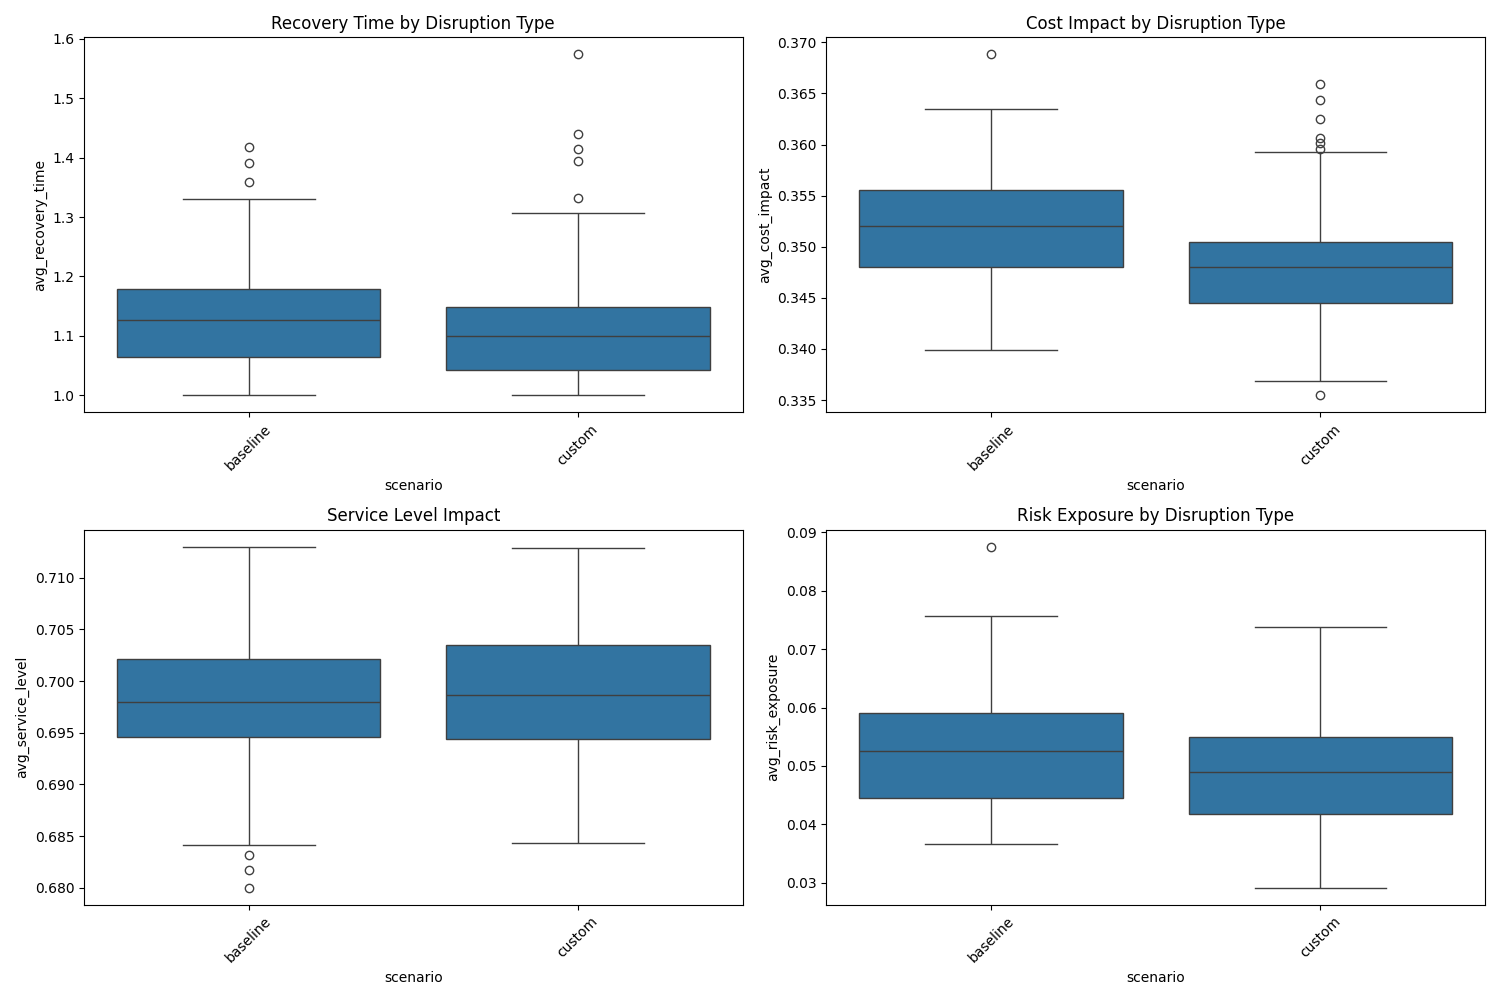 Recovery Time by Disruption Type
1.6
1.5
1.4
1.3
1.2
1.1
1.0
avg_recovery_time
baseline
custom
scenario
Cost Impact by Disruption Type
0.370
0.365
0.360
0.355
0.350
0.345
0.340
0.335
avg_cost_impact
baseline
custom
scenario
Service Level Impact
0.710
0.705
0.700
0.695
0.690
0.685
0.680
avg_service_level
baseline
custom
scenario
Risk Exposure by Disruption Type
0.09
0.08
0.07
0.06
0.05
0.04
0.03
avg_risk_exposure
baseline
custom
scenario